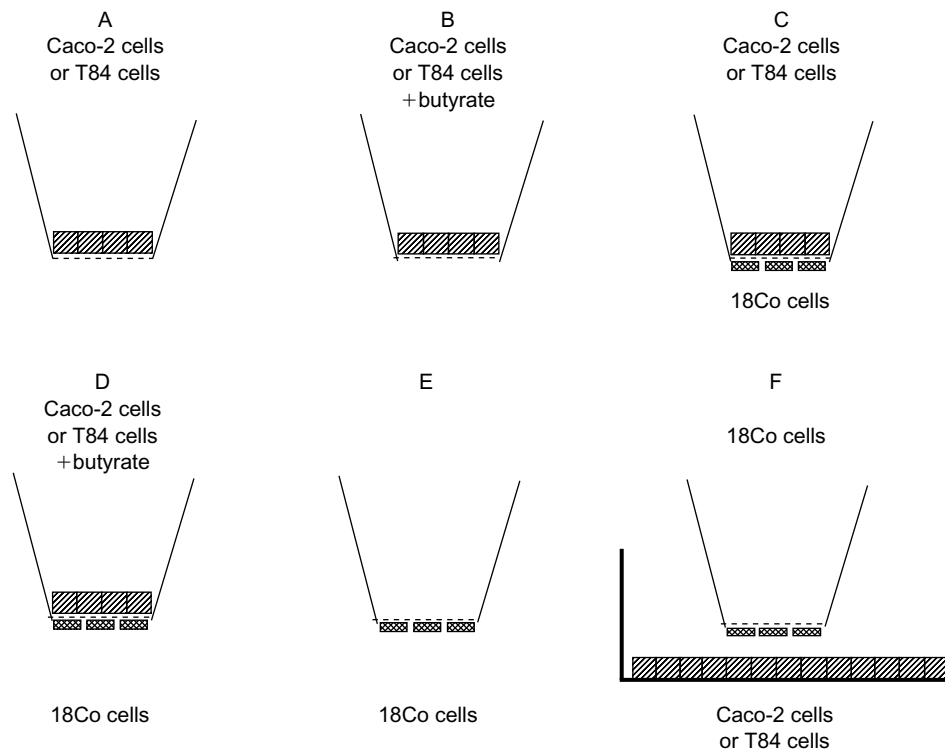 A
Caco-2 cells
or T84 cells
B
Caco-2 cells
or T84 cells
+butyrate
C
Caco-2 cells
or T84 cells
18Co cells
D
Caco-2 cells
or T84 cells
+butyrate
18Co cells
E
18Co cells
F
18Co cells
Caco-2 cells
or T84 cells